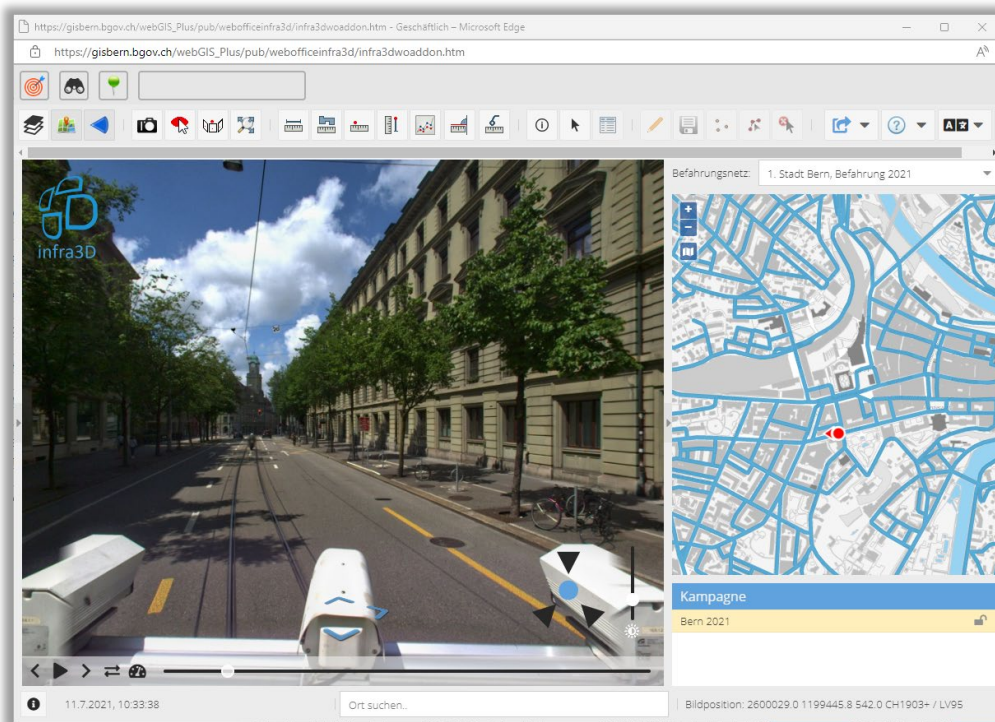 https://gisbern.bgov.ch/webGIS_Plus/pub/webofficeinfra3d/infra3dwoaddon.htm - Geschäftlich – Microsoft Edge
https://gisbern.bgov.ch/webGIS_Plus/pub/webofficeinfra3d/infra3dwoaddon.htm
Befahrungsnetz:
1. Stadt Bern, Befahrung 2021
infra3D
Kampagne
Bern 2021
11.7.2021, 10:33:38
Ort suchen..
Bildposition: 2600029.0 1199445.8 542.0 CH1903+ / LV95